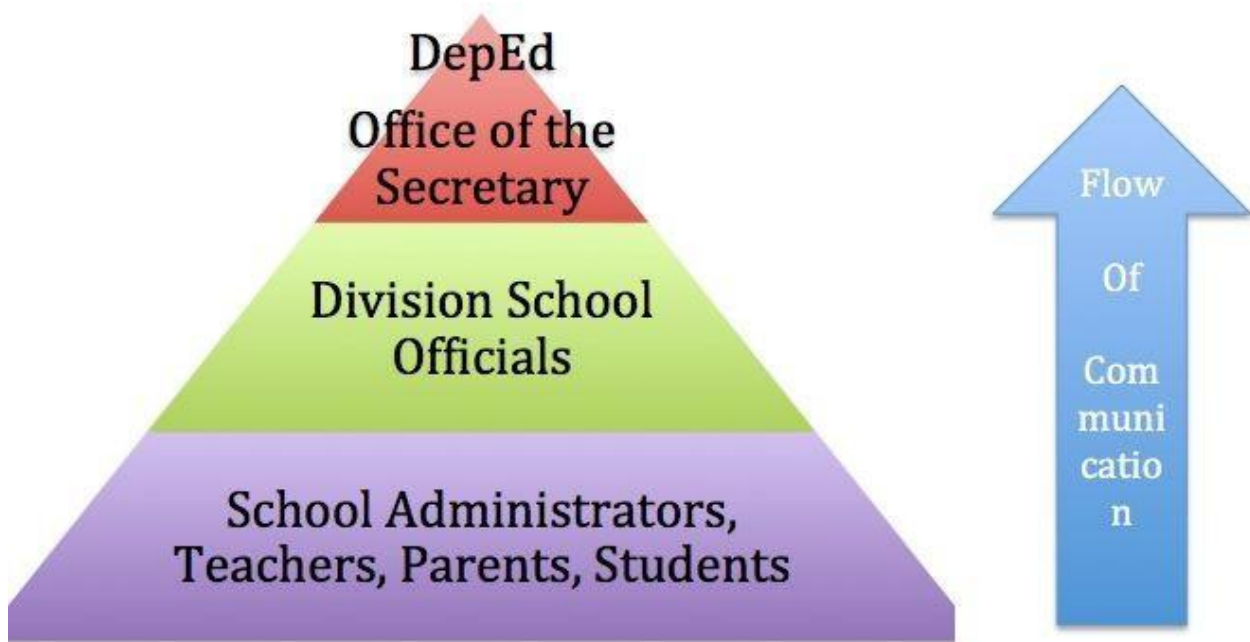 DepEd
Office of the
Secretary
Division School
Officials
School Administrators,
Teachers, Parents, Students
Flow
Of
Com
muni
catio
n